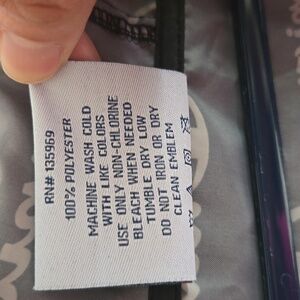 RN# 135969
100% POLYESTER
MACHINE WASH COLD
WITH LIKE COLORS
USE ONLY NON-CHLORINE
BLEACH WHEN NEEDED
TUMBLE DRY LOW
DO NOT IRON OR DRY
CLEAN EMBLEM